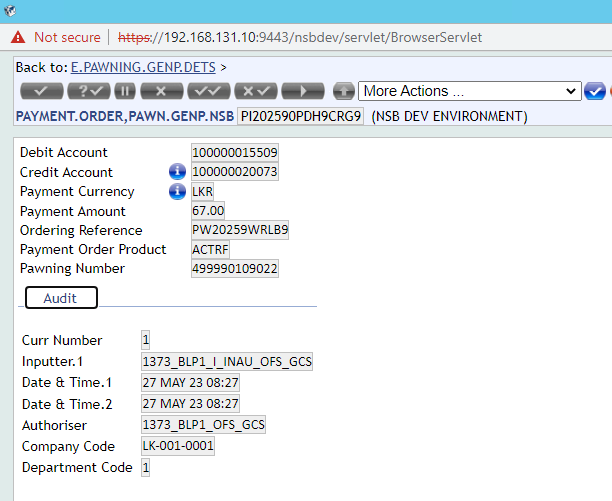 Not secure | https://192.168.131.10:9443/nsbdev/servlet/BrowserServlet
Back to: E.PAWNING.GENP.DETS >
More Actions ...
PAYMENT.ORDER,PAWN.GENP.NSB PI202590PDH9CRG9 (NSB DEV ENVIRONMENT)
Debit Account 100000015509
Credit Account 100000020073
Payment Currency LKR
Payment Amount 67.00
Ordering Reference PW20259WRLB9
Payment Order Product ACTRF
Pawning Number 499990109022
Audit
Curr Number 1
Inputter.1 1373_BLP1_I_INAU_OFS_GCS
Date & Time.1 27 MAY 23 08:27
Date & Time.2 27 MAY 23 08:27
Authoriser 1373_BLP1_OFS_GCS
Company Code LK-001-0001
Department Code 1